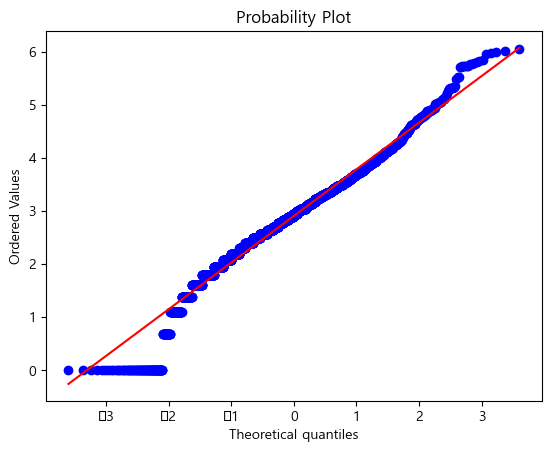 Probability Plot
Ordered Values
6
5
4
3
2
1
0
▯3 ▯2 ▯1 0 1 2 3
Theoretical quantiles